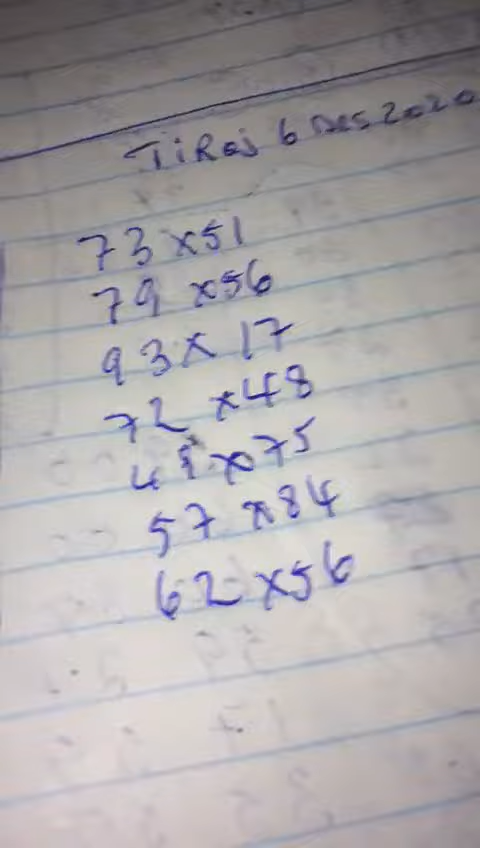 TiRaj 6 Des 2020
73 x 51
79 x 56
93 x 17
72 x 48
x 75
57 x 84
62 x 56